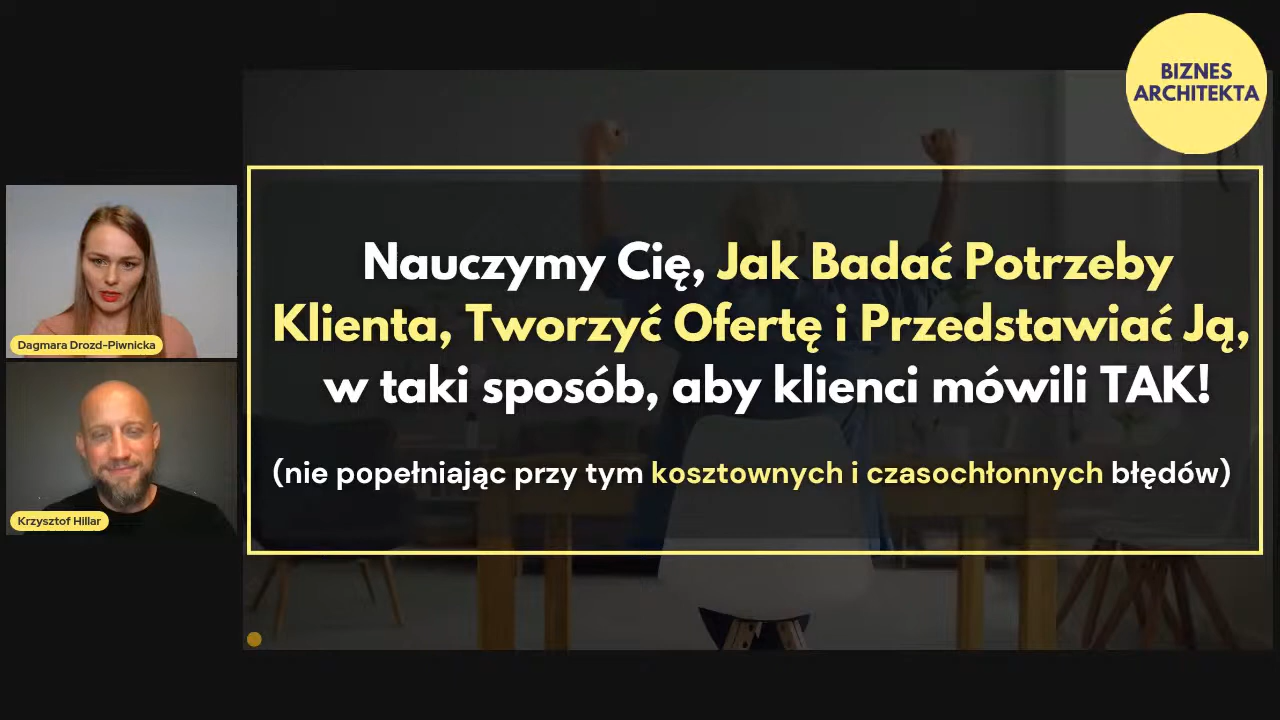 BIZNES
ARCHITEKTA
Nauczymy Cię, Jak Badać Potrzeby
Klienta, Tworzyć Ofertę i Przedstawiać Ją,
w taki sposób, aby klienci mówili TAK!
(nie popełniając przy tym kosztownych i czasochłonnych błędów)
Dagmara Drozd-Piwnicka
Krzysztof Hillar